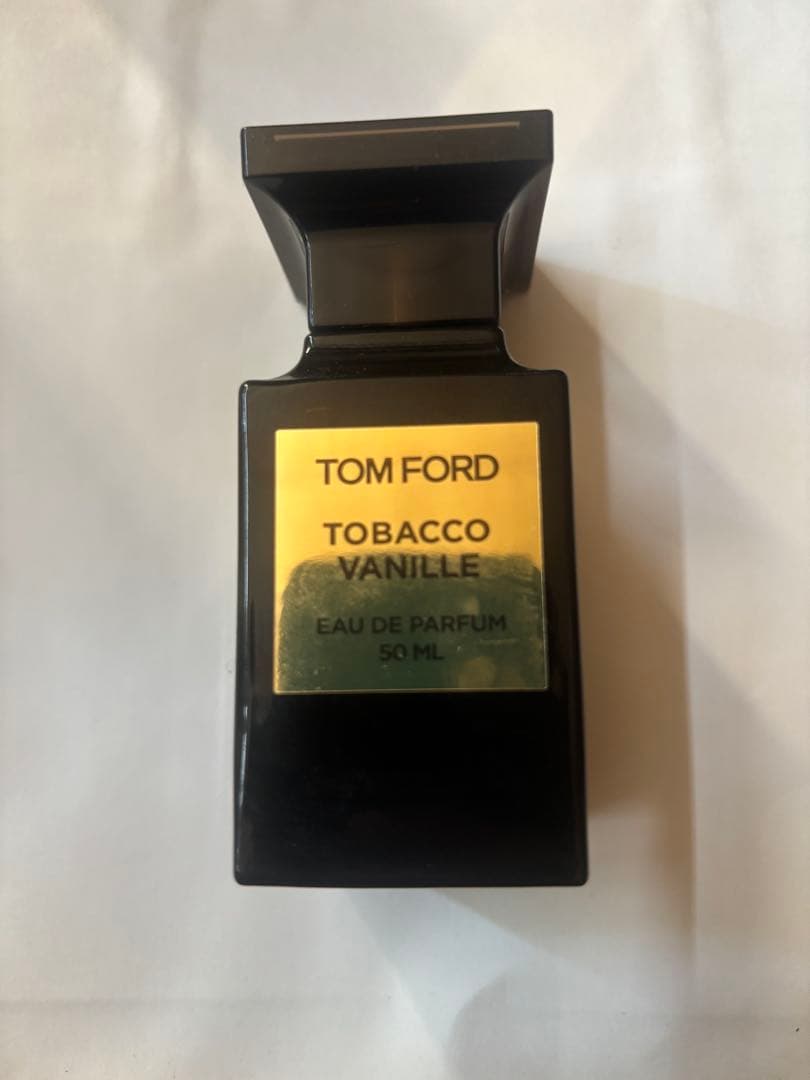 TOM FORD
TOBACCO
VANILLE
EAU DE PARFUM
50 ML